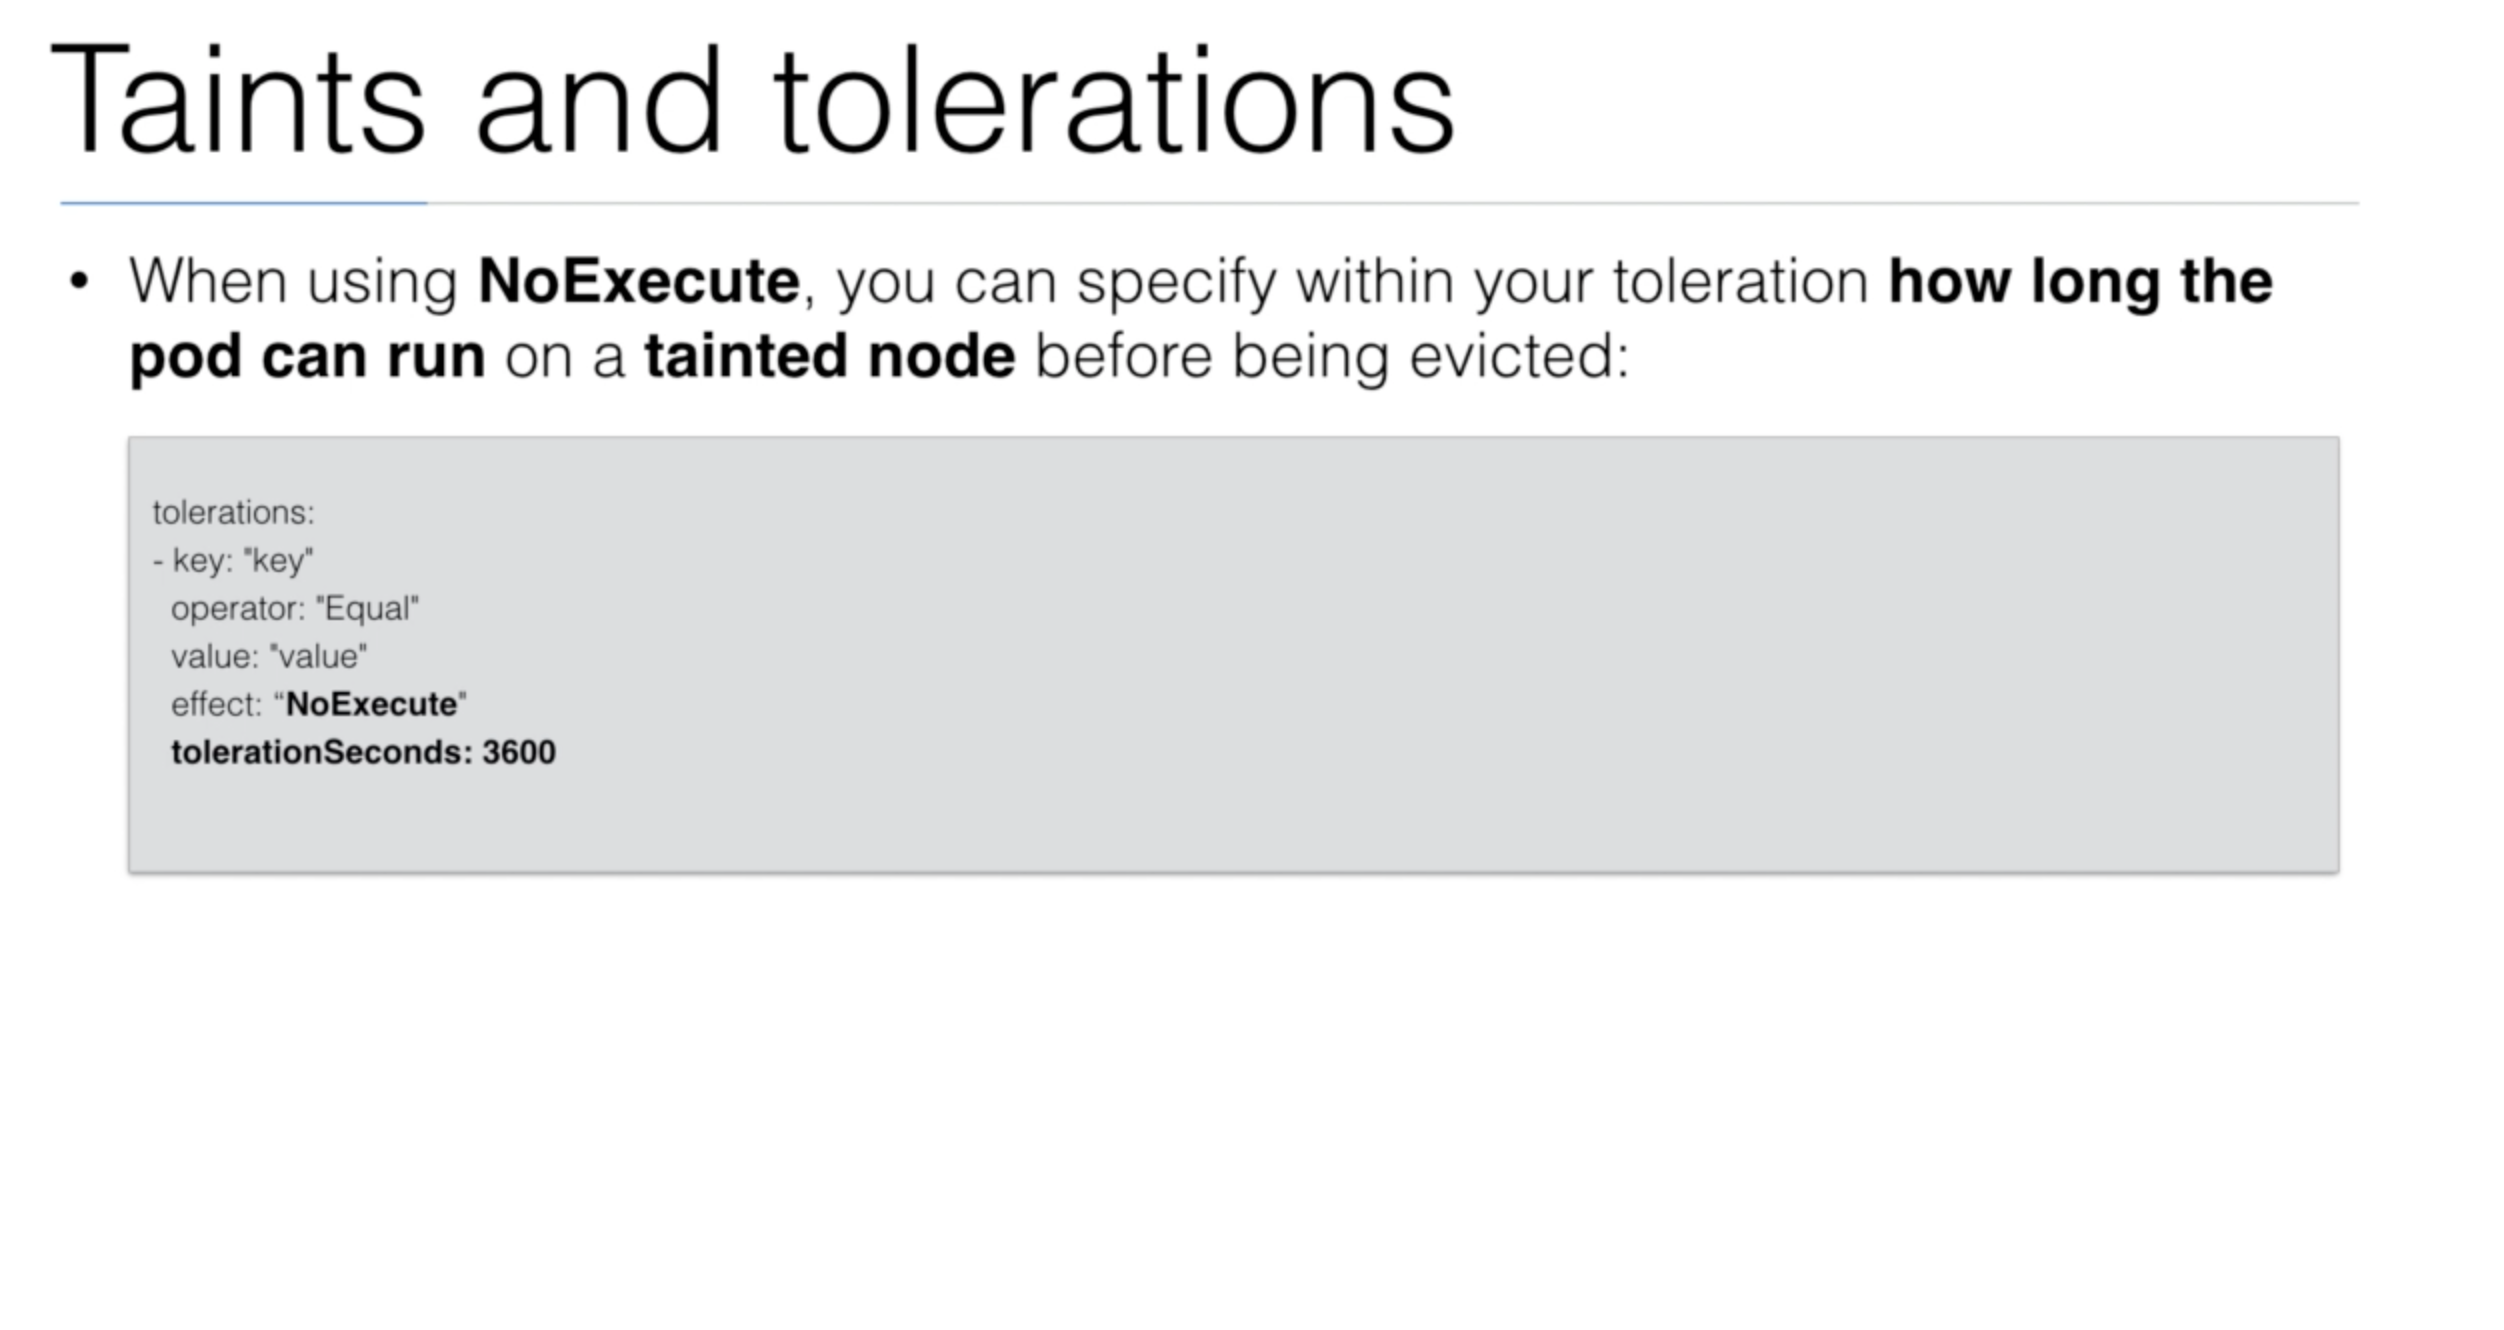 Taints and tolerations
• When using NoExecute, you can specify within your toleration how long the
pod can run on a tainted node before being evicted:
tolerations:
- key: "key"
  operator: "Equal"
  value: "value"
  effect: “NoExecute"
  tolerationSeconds: 3600